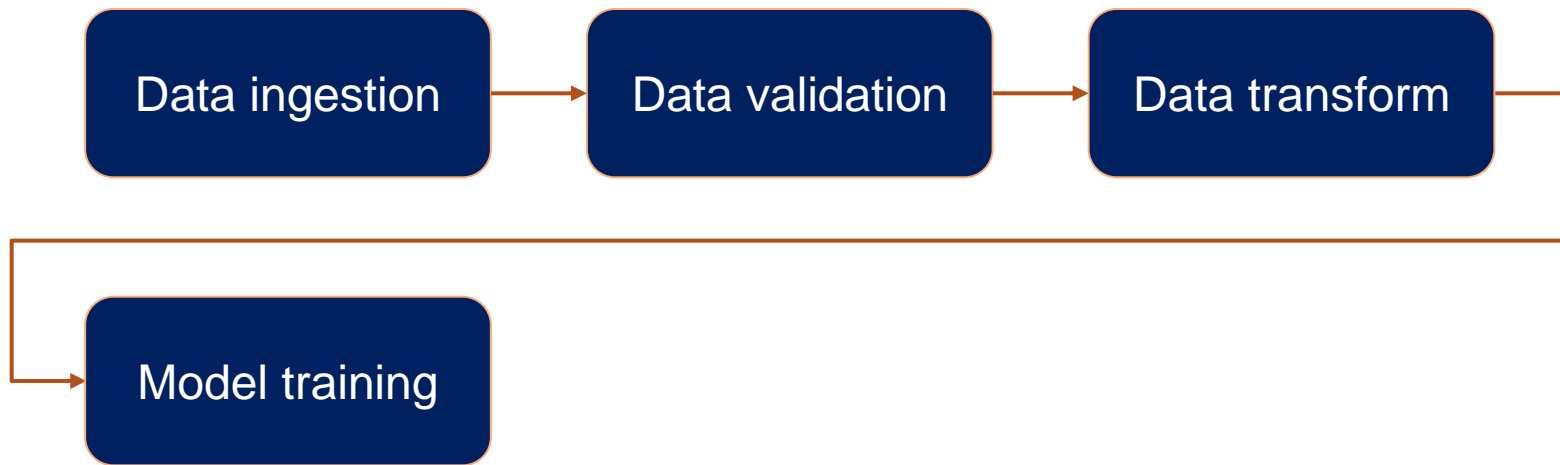 Data ingestion
Data validation
Data transform
Model training